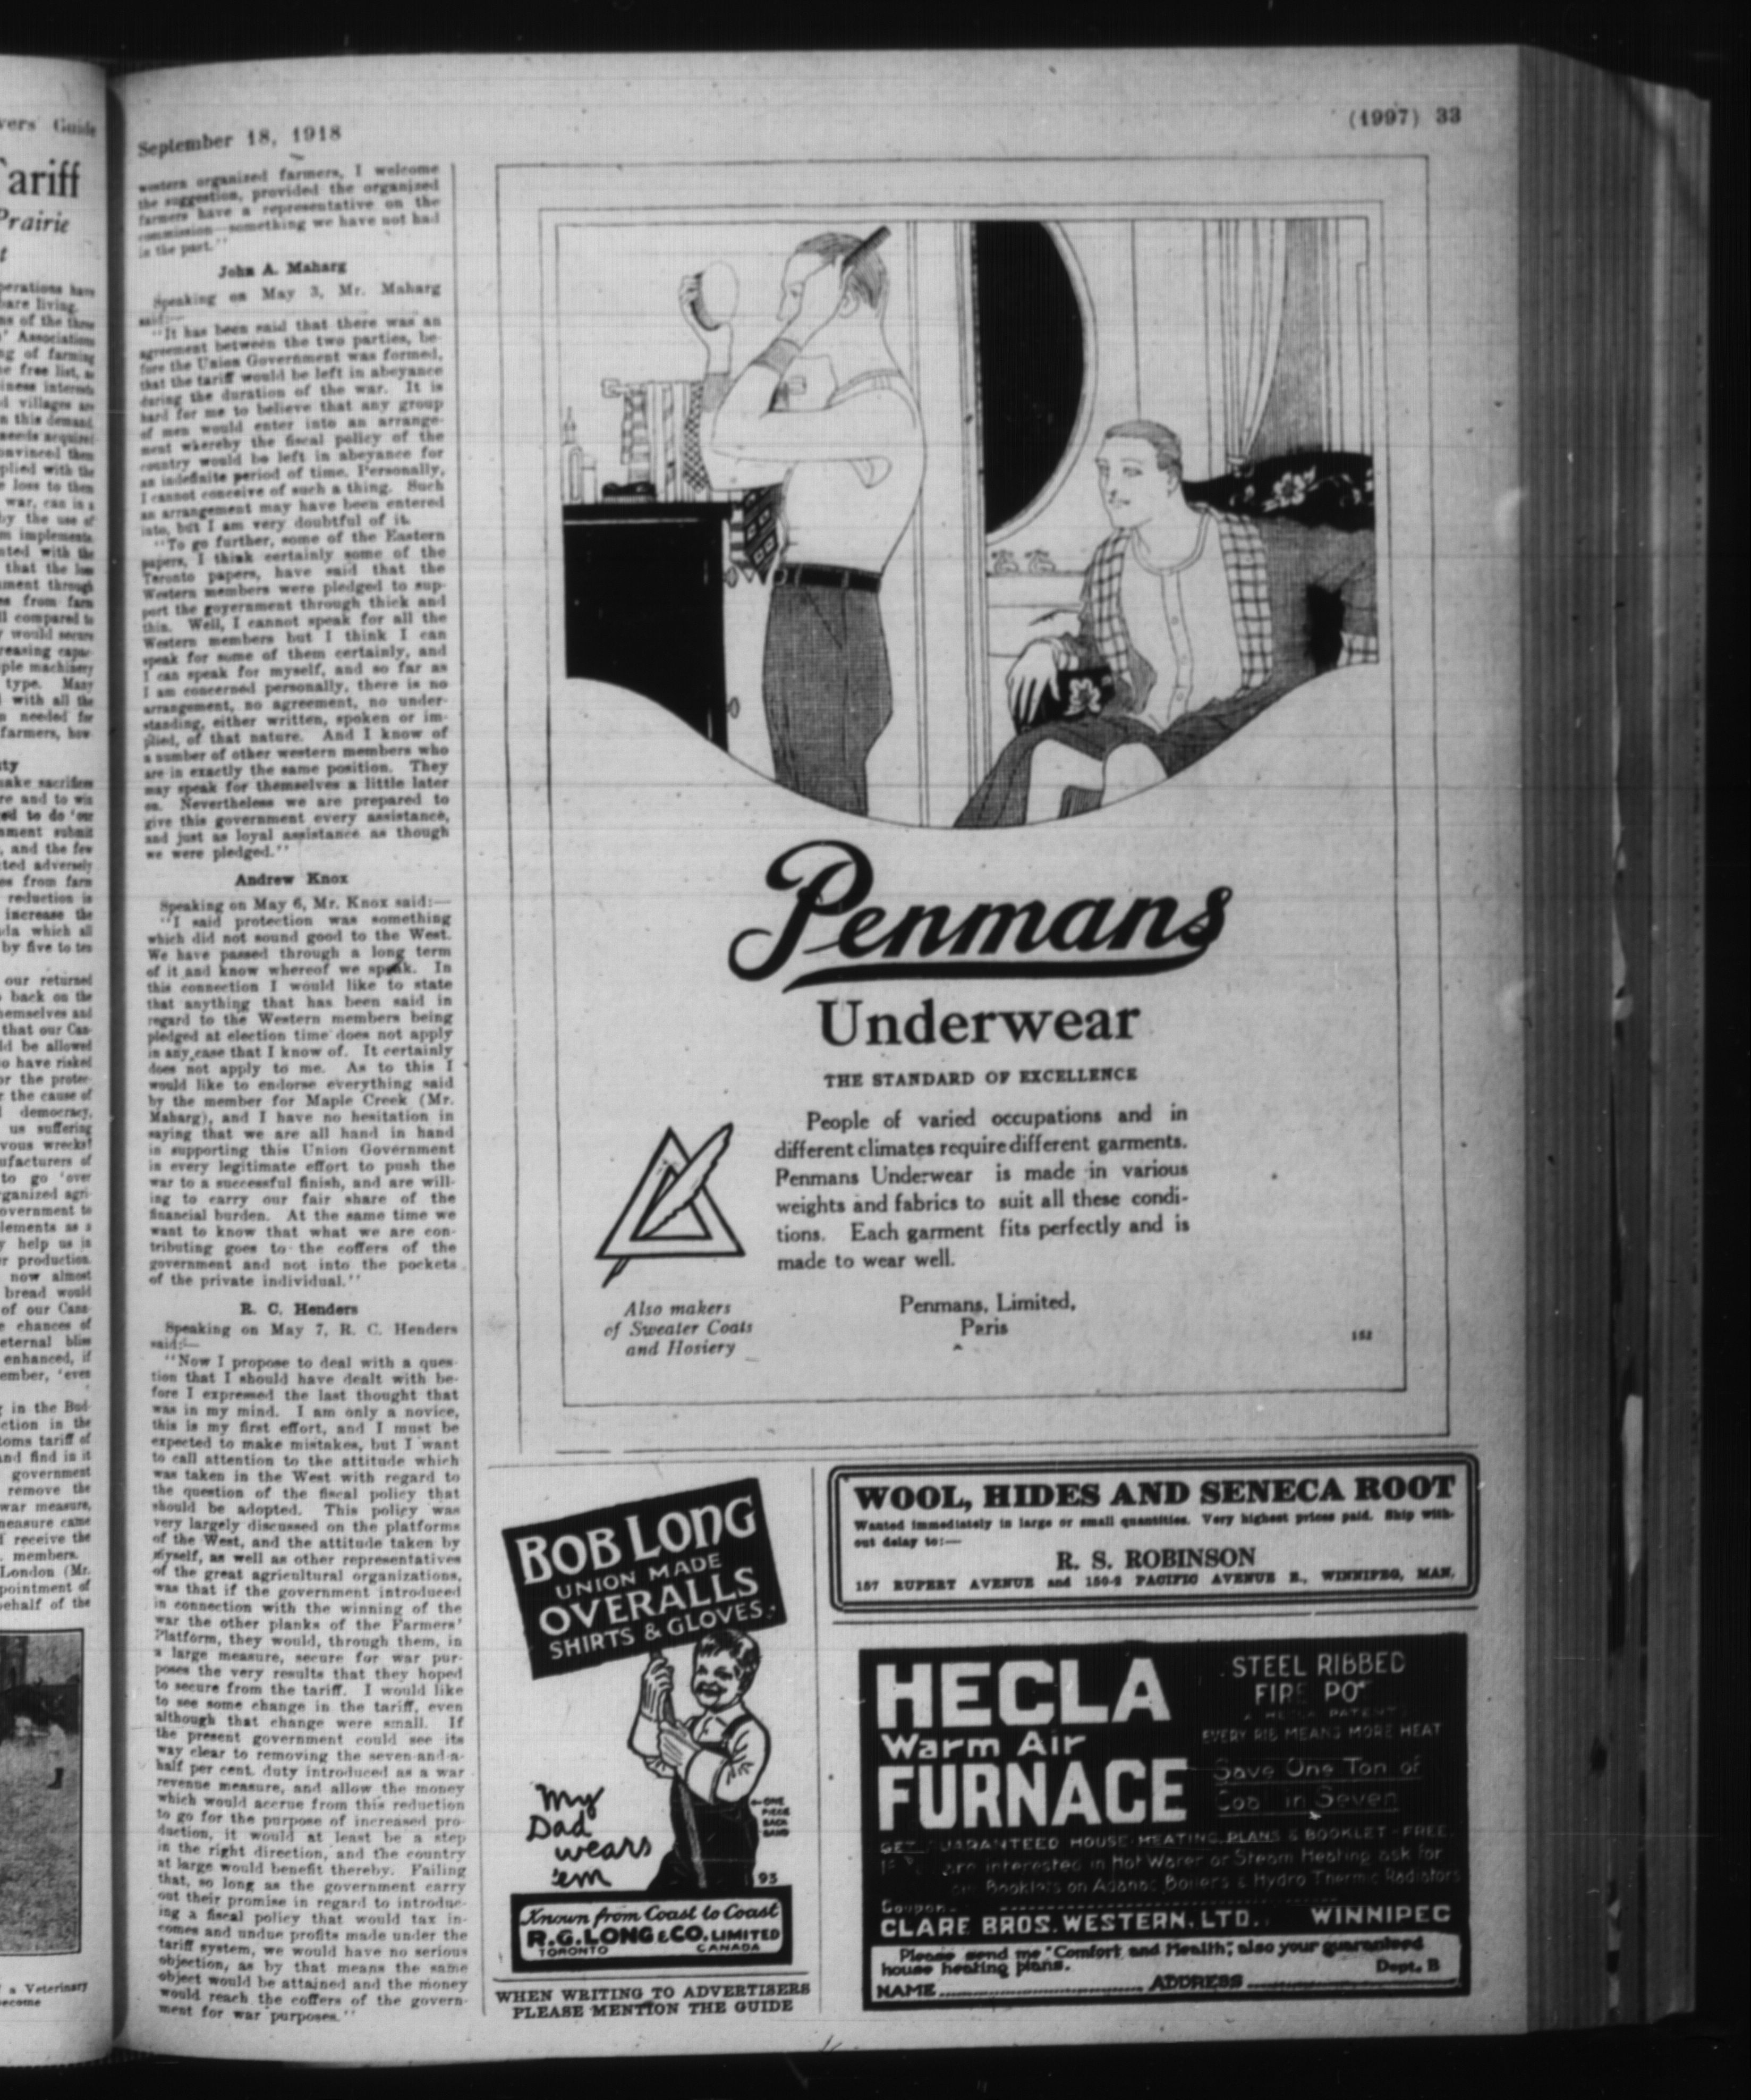 September 18, 1918
(1997) 33
western organized farmers, I welcome
the suggestion, provided the organized
farmers have a representative on the
commission—something we have not had
in the past.''
John A. Maharg
Speaking on May 3, Mr. Maharg
said:—
''It has been said that there was an
agreement between the two parties, be-
fore the Union Government was formed,
that the tariff would be left in abeyance
during the duration of the war. It is
hard for me to believe that any group
of men would enter into an arrange-
ment whereby the fiscal policy of the
country would be left in abeyance for
an indefinite period of time. Personally,
I cannot conceive of such a thing. Such
an arrangement may have been entered
into, but I am very doubtful of it.
''To go further, some of the Eastern
papers, I think certainly some of the
Toronto papers, have said that the
Western members were pledged to sup-
port the government through thick and
thin. Well, I cannot speak for all the
Western members but I think I can
speak for some of them certainly, and
I can speak for myself, and so far as
I am concerned personally, there is no
arrangement, no agreement, no under-
standing, either written, spoken or im-
plied, of that nature. And I know of
a number of other western members who
are in exactly the same position. They
may speak for themselves a little later
on. Nevertheless we are prepared to
give this government every assistance,
and just as loyal assistance as though
we were pledged.''
Andrew Knox
Speaking on May 6, Mr. Knox said:—
''I said protection was something
which did not sound good to the West.
We have passed through a long term
of it and know whereof we speak. In
this connection I would like to state
that anything that has been said in
regard to the Western members being
pledged at election time does not apply
in any case that I know of. It certainly
does not apply to me. As to this I
would like to endorse everything said
by the member for Maple Creek (Mr.
Maharg), and I have no hesitation in
saying that we are all hand in hand
in supporting this Union Government
in every legitimate effort to push the
war to a successful finish, and are will-
ing to carry our fair share of the
financial burden. At the same time we
want to know that what we are con-
tributing goes to the coffers of the
government and not into the pockets
of the private individual.''
R. C. Henders
Speaking on May 7, R. C. Henders
said:—
''Now I propose to deal with a ques-
tion that I should have dealt with be-
fore I expressed the last thought that
was in my mind. I am only a novice,
this is my first effort, and I must be
expected to make mistakes, but I want
to call attention to the attitude which
was taken in the West with regard to
the question of the fiscal policy that
should be adopted. This policy was
very largely discussed on the platforms
of the West, and the attitude taken by
myself, as well as other representatives
of the great agricultural organizations,
was that if the government introduced
in connection with the winning of the
war the other planks of the Farmers'
Platform, they would, through them, in
a large measure, secure for war pur-
poses the very results that they hoped
to secure from the tariff. I would like
to see some change in the tariff, even
although that change were small. If
the present government could see its
way clear to removing the seven-and-a-
half per cent. duty introduced as a war
revenue measure, and allow the money
which would accrue from this reduction
to go for the purpose of increased pro-
duction, it would at least be a step
in the right direction, and the country
at large would benefit thereby. Failing
that, so long as the government carry
out their promise in regard to introduc-
ing a fiscal policy that would tax in-
comes and undue profits made under the
tariff system, we would have no serious
objection, as by that means the same
object would be attained and the money
would reach the coffers of the govern-
ment for war purposes.''
Penmans
Underwear
THE STANDARD OF EXCELLENCE
People of varied occupations and in
different climates require different garments.
Penmans Underwear is made in various
weights and fabrics to suit all these condi-
tions. Each garment fits perfectly and is
made to wear well.
Penmans, Limited,
Paris
Also makers
of Sweater Coats
and Hosiery
BOB LONG
UNION MADE
OVERALLS
SHIRTS & GLOVES
My
Dad
wears
'em
ONE
PIECE
BACK
BAND
93
Known from Coast to Coast
R.G. LONG & CO. LIMITED
TORONTO CANADA
WHEN WRITING TO ADVERTISERS
PLEASE MENTION THE GUIDE
WOOL, HIDES AND SENECA ROOT
Wanted immediately in large or small quantities. Very highest prices paid. Ship with-
out delay to:—
R. S. ROBINSON
157 RUPERT AVENUE and 150-2 PACIFIC AVENUE E., WINNIPEG, MAN.
HECLA
Warm Air
FURNACE
STEEL RIBBED
FIRE POT
A HECLA PATENT
EVERY RIB MEANS MORE HEAT
Save One Ton of
Coal in Seven
GET GUARANTEED HOUSE HEATING PLANS & BOOKLET - FREE
are interested in Hot Water or Steam Heating ask for
Booklets on Boilers & Hydro Thermic Radiators
Coupon
CLARE BROS. WESTERN, LTD., WINNIPEG
Please send me "Comfort and Health"; also your guaranteed
house heating plans. Dept. B
NAME ADDRESS